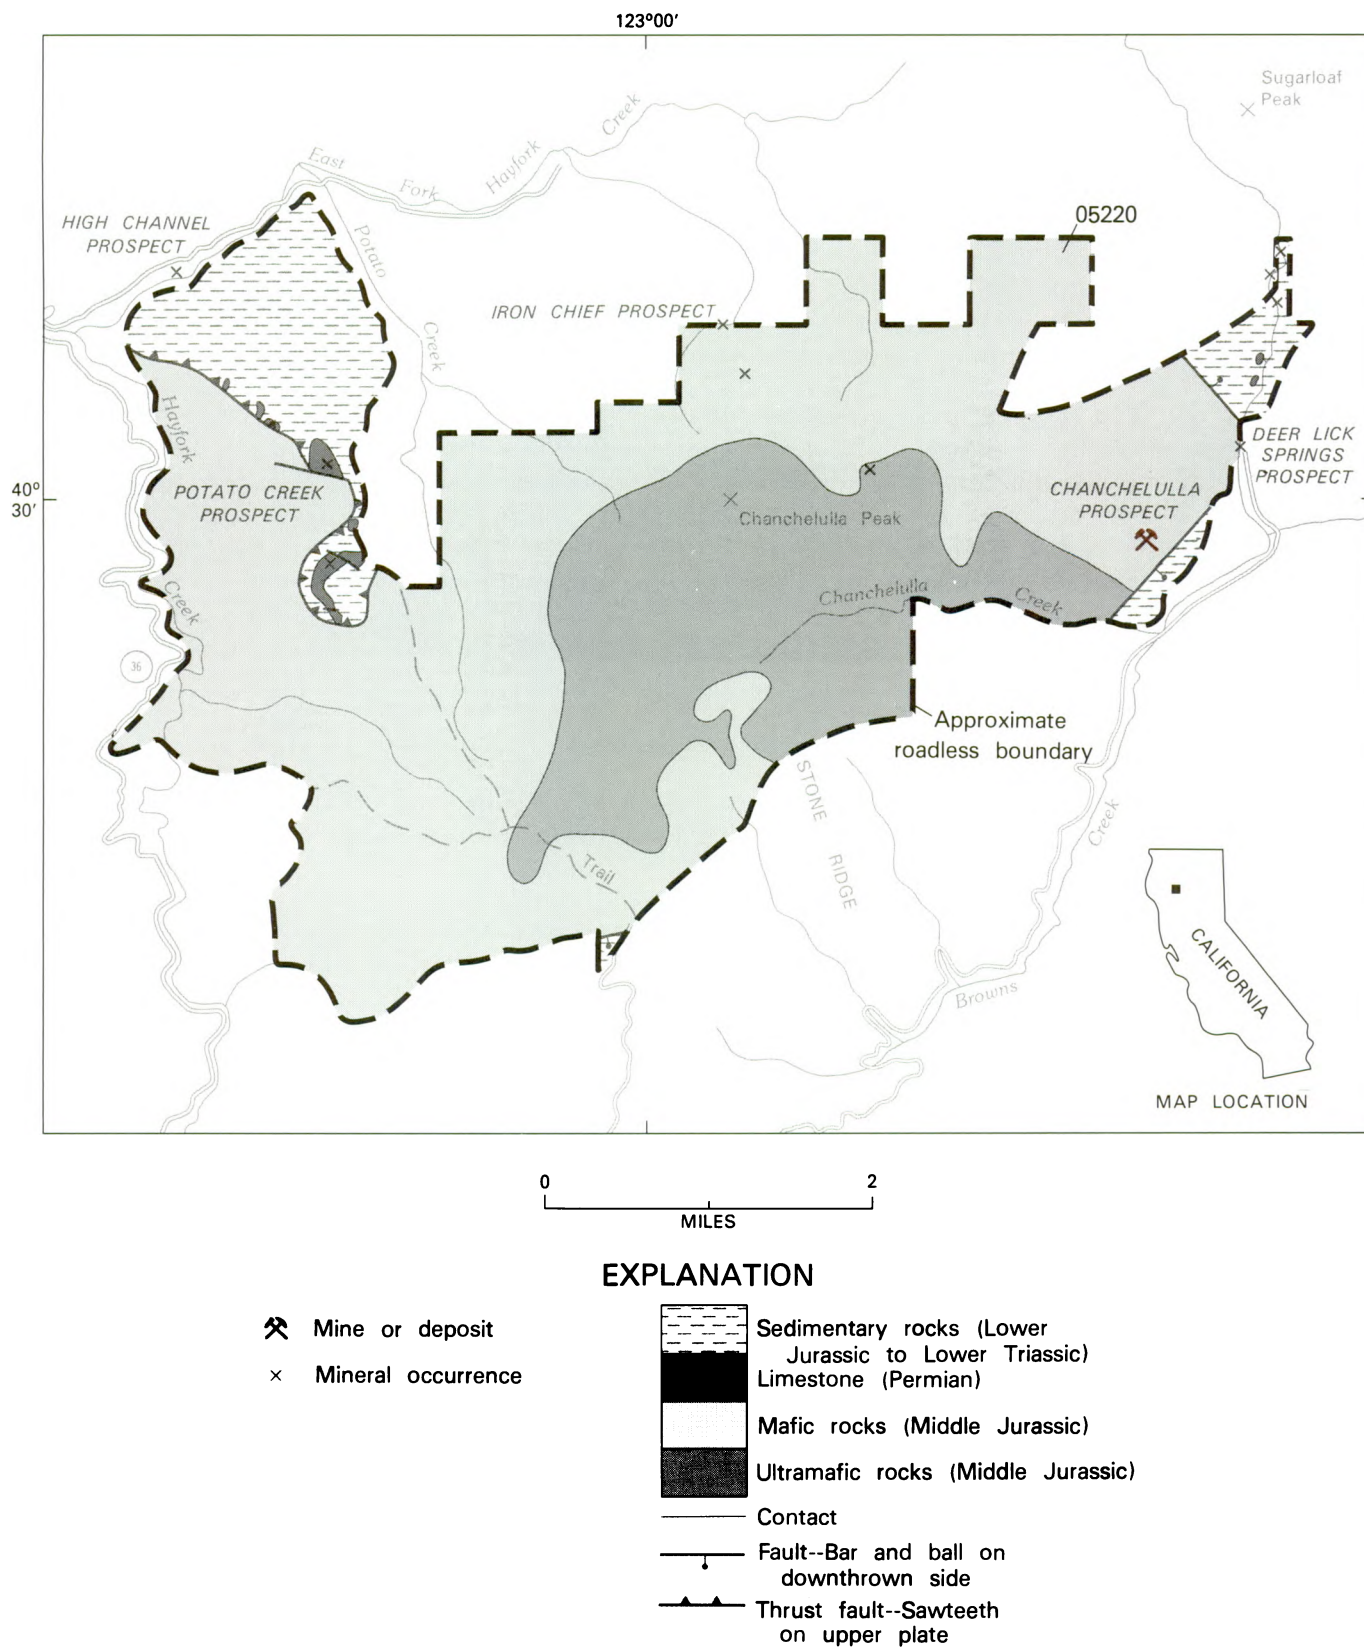 123°00'
Sugarloaf
Peak
East
Fork
Hayfork
Creek
HIGH CHANNEL
PROSPECT
Potato
Creek
05220
IRON CHIEF PROSPECT
Hayfork
Creek
40°
30'
POTATO CREEK
PROSPECT
Chanchelulla Peak
CHANCHELULLA
PROSPECT
DEER LICK
SPRINGS
PROSPECT
Chanchelulla
Creek
36
Approximate
roadless boundary
STONE
RIDGE
Trail
Browns
Creek
CALIFORNIA
MAP LOCATION
0 2
MILES
EXPLANATION
Mine or deposit
Mineral occurrence
Sedimentary rocks (Lower
Jurassic to Lower Triassic)
Limestone (Permian)
Mafic rocks (Middle Jurassic)
Ultramafic rocks (Middle Jurassic)
Contact
Fault--Bar and ball on
downthrown side
Thrust fault--Sawteeth
on upper plate